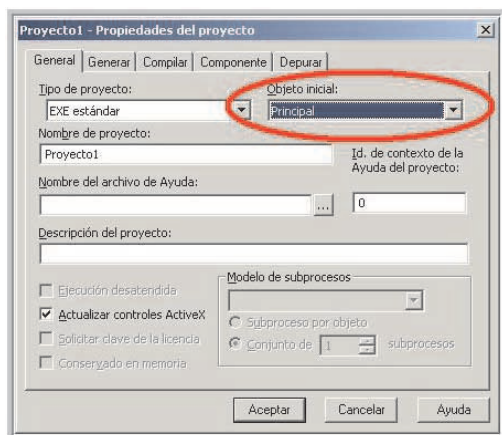 Proyecto1 - Propiedades del proyecto
General Generar Compilar Componente Depurar
Tipo de proyecto: Objeto inicial:
EXE estándar Principal
Nombre de proyecto:
Proyecto1
Id. de contexto de la
Ayuda del proyecto:
Nombre del archivo de Ayuda:
... 0
Descripción del proyecto:
Ejecución desatendida
Actualizar controles ActiveX
Solicitar clave de la licencia
Conservado en memoria
Modelo de subprocesos
Subproceso por objeto
Conjunto de 1 subprocesos
Aceptar Cancelar Ayuda